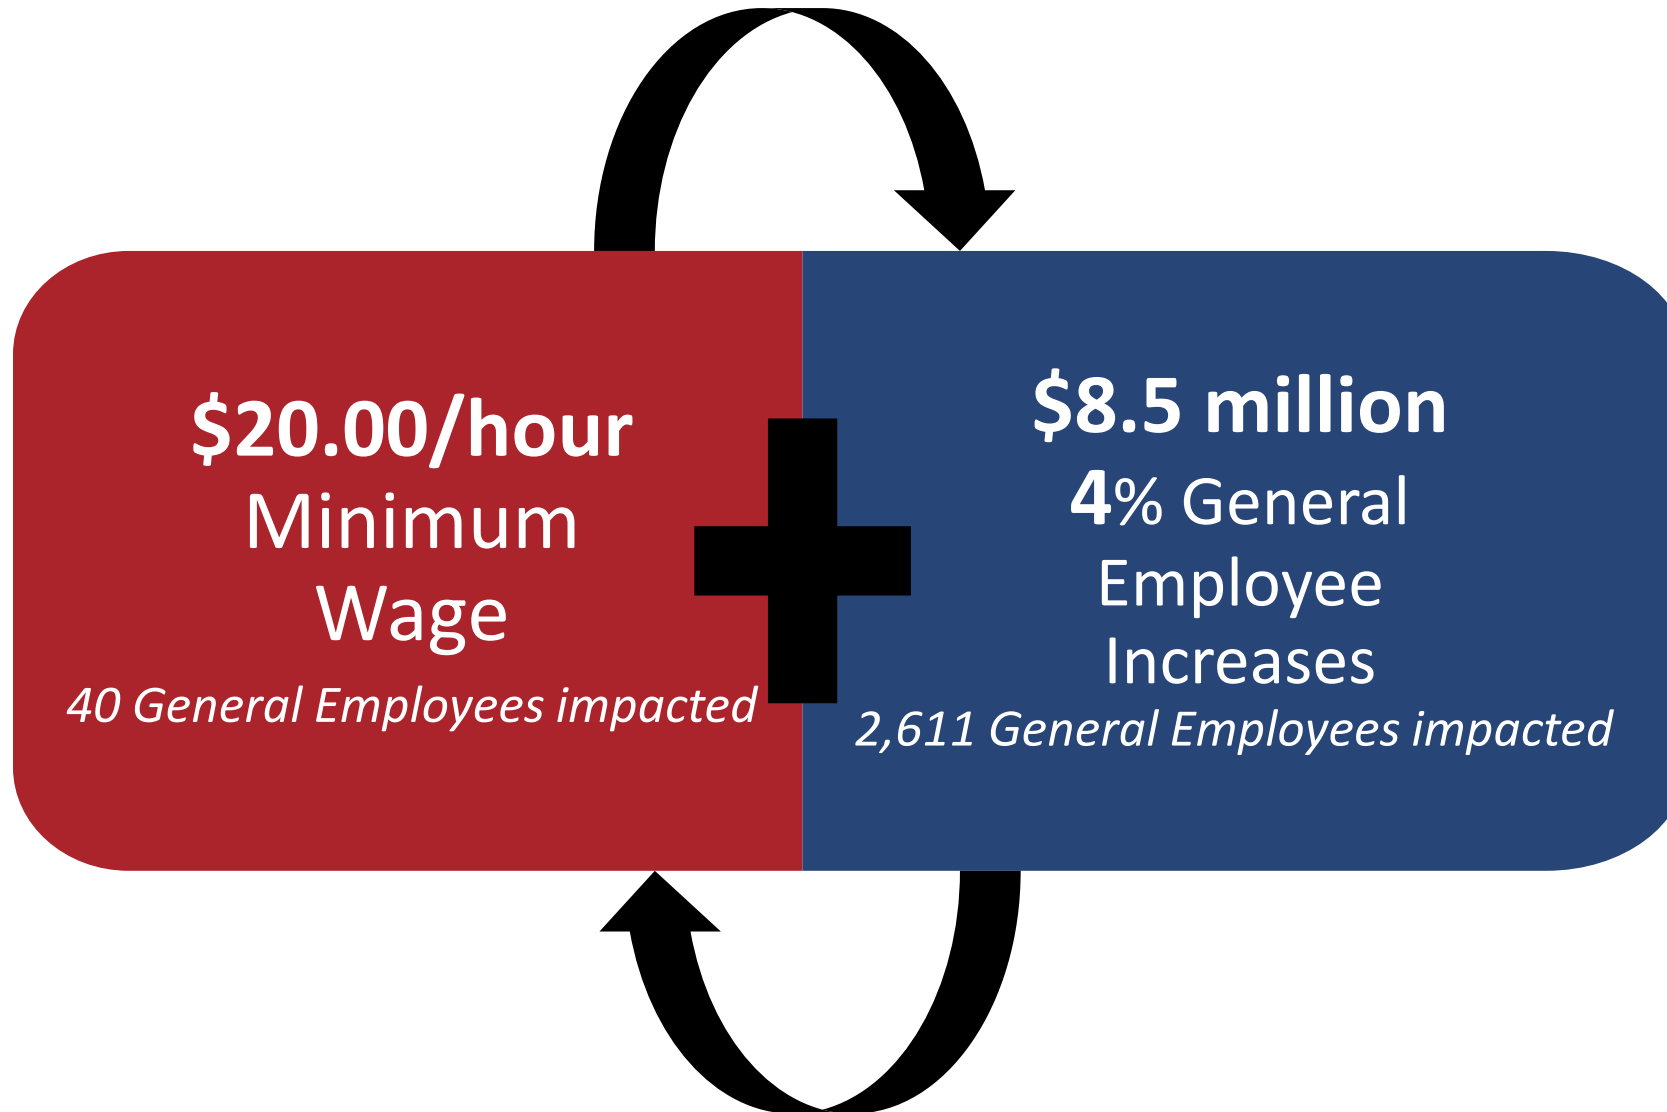 $20.00/hour
Minimum
Wage
40 General Employees impacted
$8.5 million
4% General
Employee
Increases
2,611 General Employees impacted